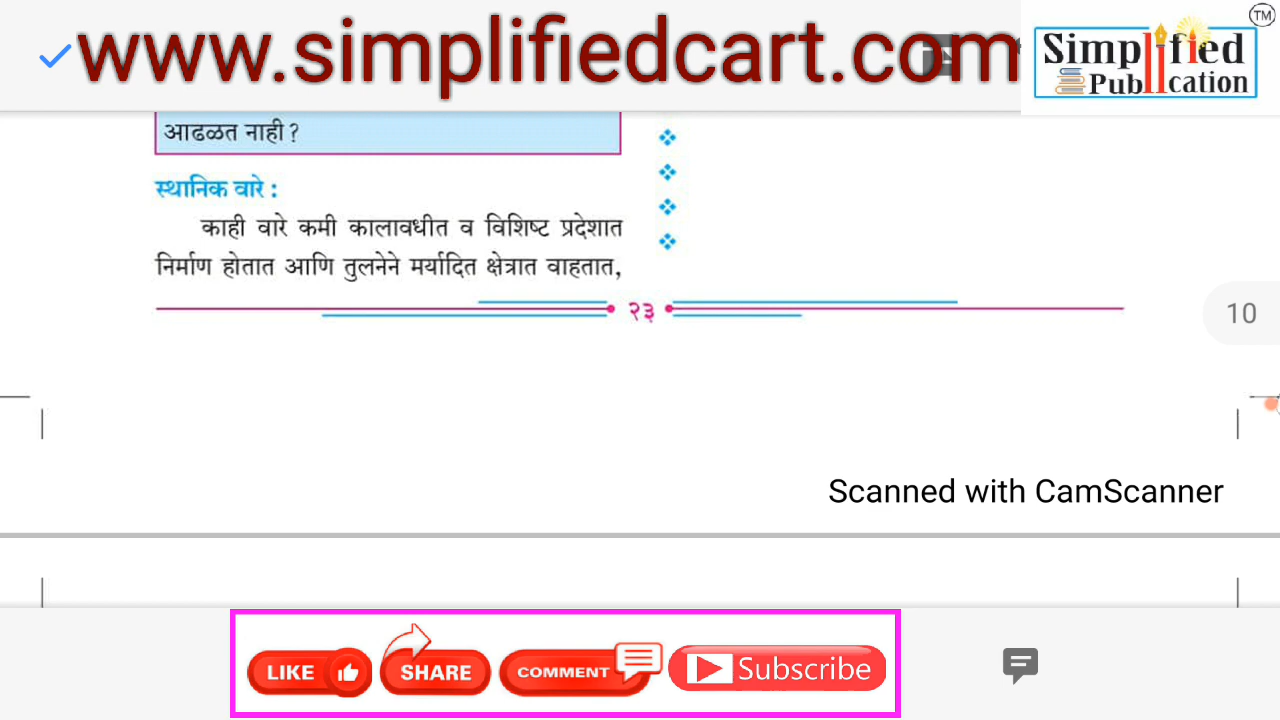 www.simplifiedcart.com
TM
Simplified
Publication
आढळत नाही?
स्थानिक वारे :
काही वारे कमी कालावधीत व विशिष्ट प्रदेशात
निर्माण होतात आणि तुलनेने मर्यादित क्षेत्रात वाहतात,
२३
10
Scanned with CamScanner
LIKE
SHARE
COMMENT
Subscribe